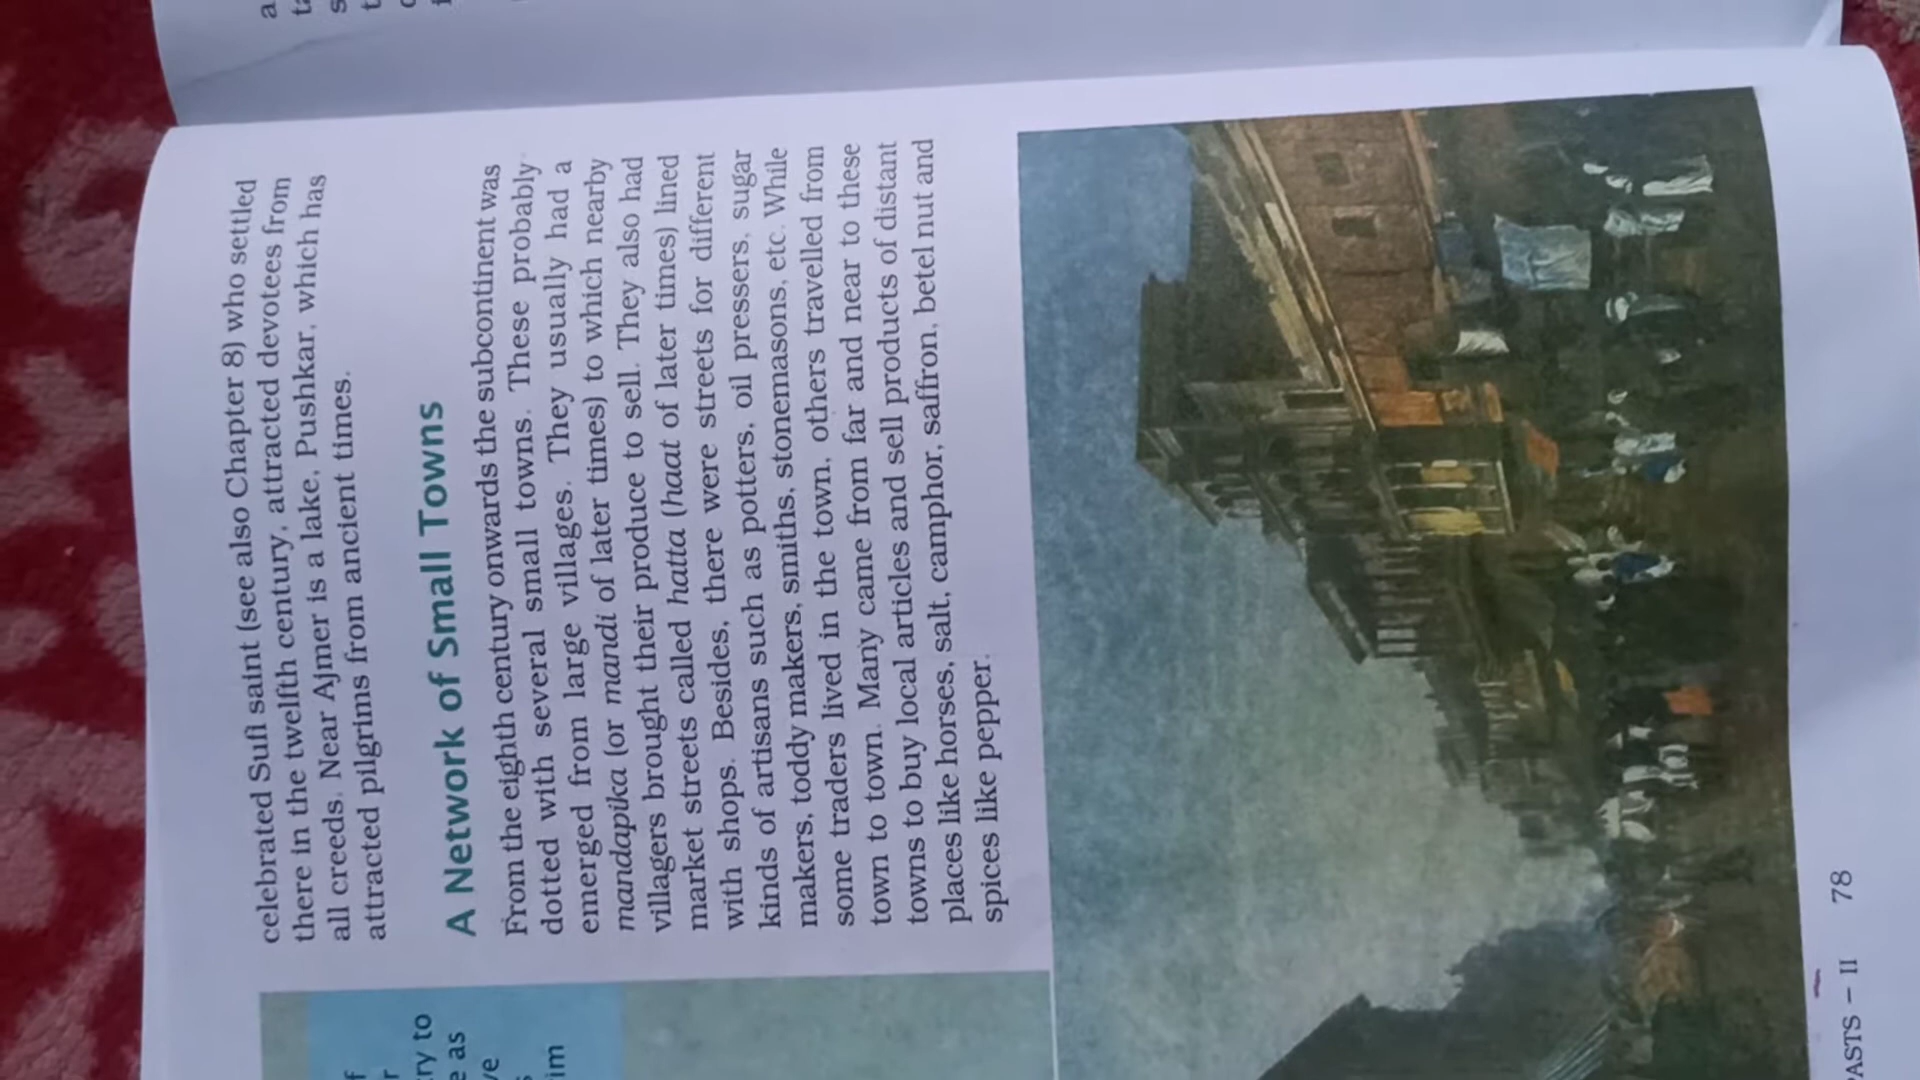 celebrated Sufi saint (see also Chapter 8) who settled
there in the twelfth century, attracted devotees from
all creeds. Near Ajmer is a lake, Pushkar, which has
attracted pilgrims from ancient times.
A Network of Small Towns
From the eighth century onwards the subcontinent was
dotted with several small towns. These probably
emerged from large villages. They usually had a
mandapika (or mandi of later times) to which nearby
villagers brought their produce to sell. They also had
market streets called hatta (haat of later times) lined
with shops. Besides, there were streets for different
kinds of artisans such as potters, oil pressers, sugar
makers, toddy makers, smiths, stonemasons, etc. While
some traders lived in the town, others travelled from
town to town. Many came from far and near to these
towns to buy local articles and sell products of distant
places like horses, salt, camphor, saffron, betel nut and
spices like pepper.
ASTS – II 78